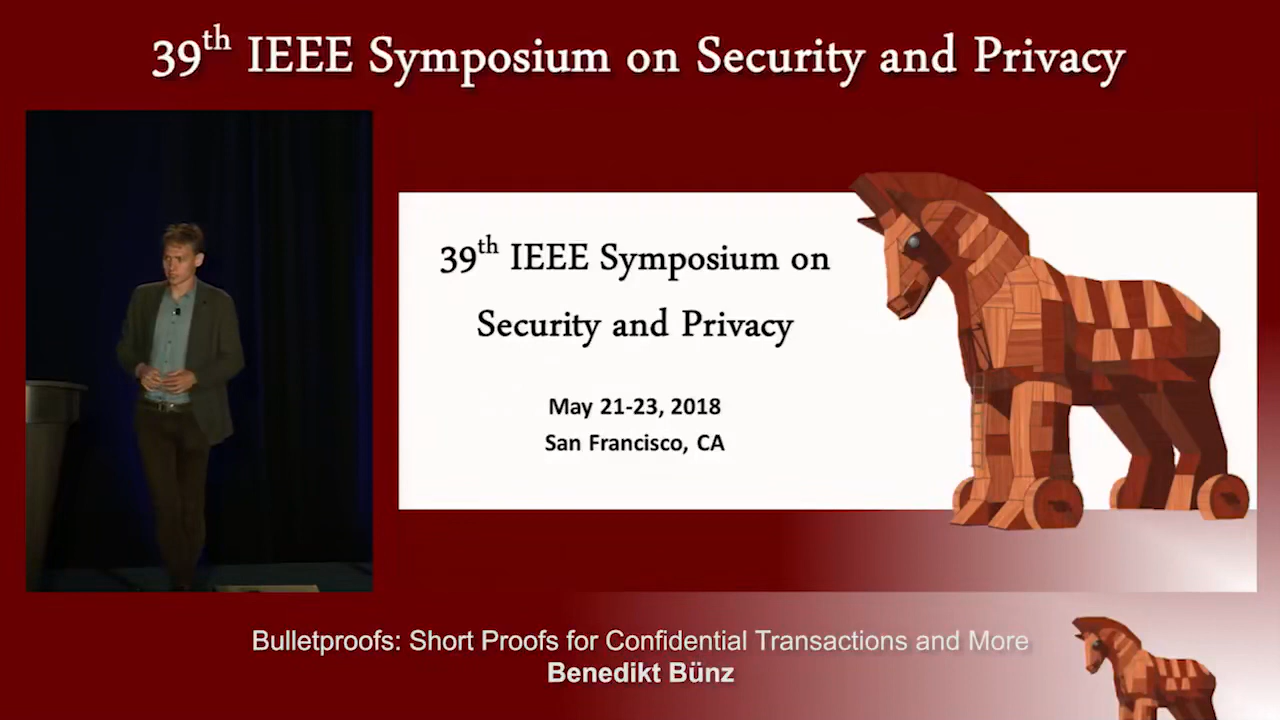 39th IEEE Symposium on Security and Privacy
39th IEEE Symposium on
Security and Privacy
May 21-23, 2018
San Francisco, CA
Bulletproofs: Short Proofs for Confidential Transactions and More
Benedikt Bünz